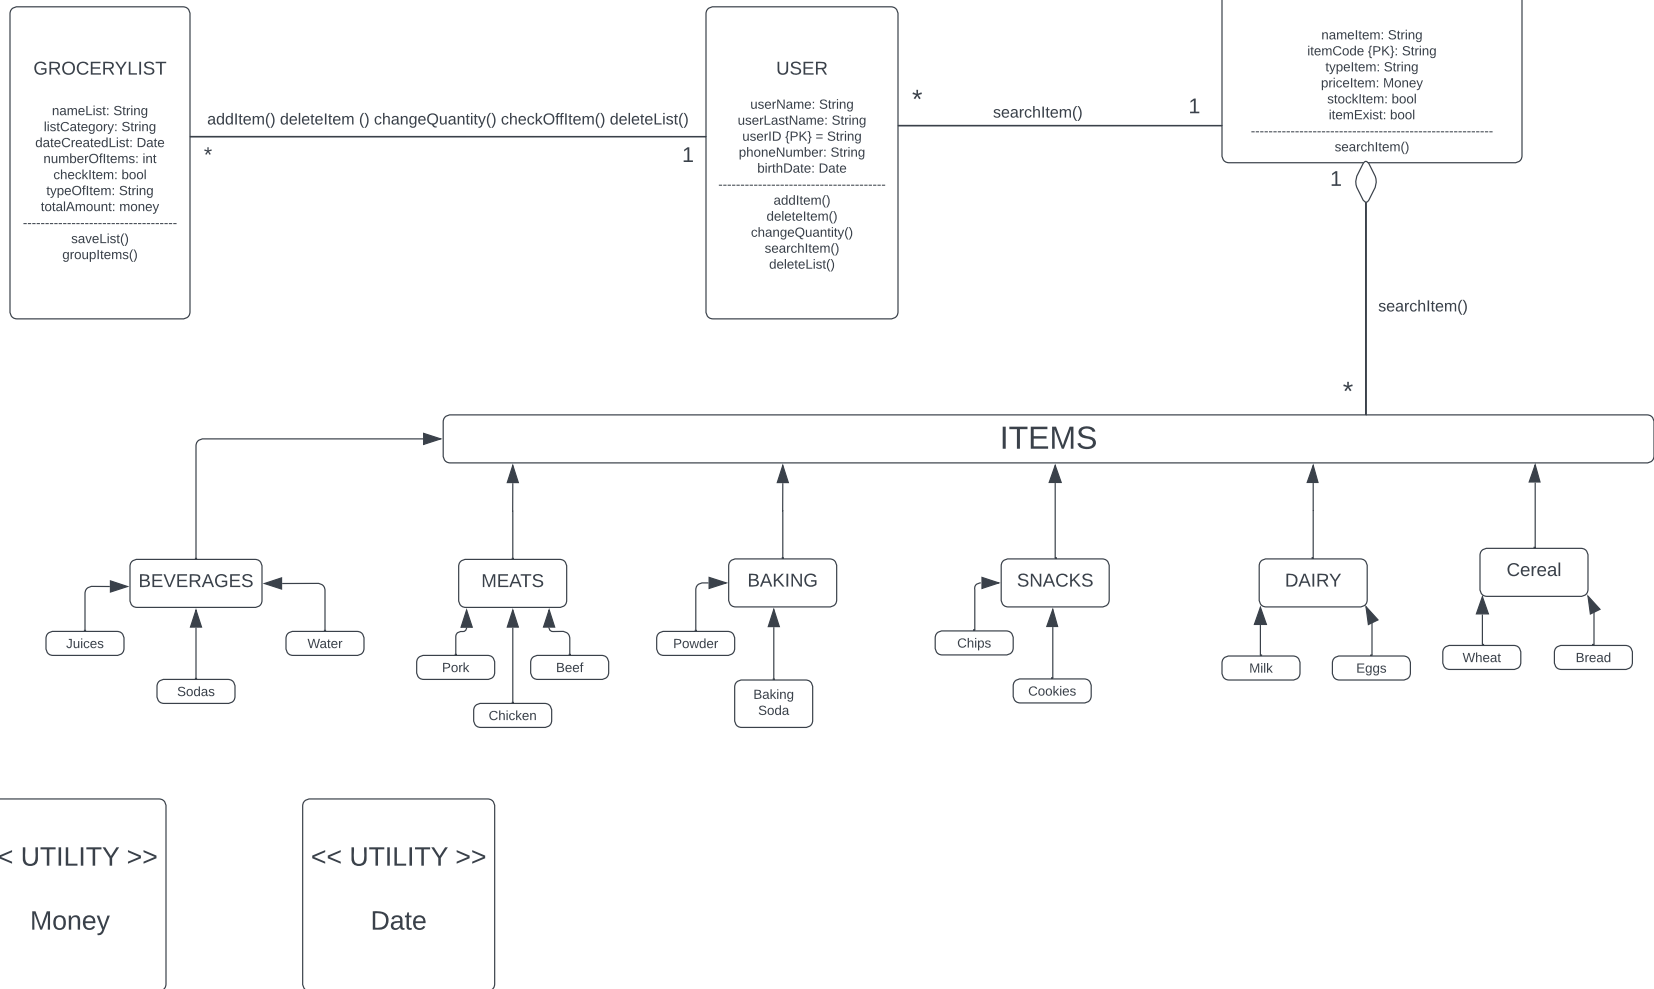 GROCERYLIST
nameList: String
listCategory: String
dateCreatedList: Date
numberOfItems: int
checkItem: bool
typeOfItem: String
totalAmount: money
-----------------------------------
saveList()
groupItems()
addItem() deleteItem () changeQuantity() checkOffItem() deleteList()
*
1
USER
userName: String
userLastName: String
userID {PK} = String
phoneNumber: String
birthDate: Date
--------------------------------------
addItem()
deleteItem()
changeQuantity()
searchItem()
deleteList()
*
searchItem()
1
nameItem: String
itemCode {PK}: String
typeItem: String
priceItem: Money
stockItem: bool
itemExist: bool
-------------------------------------------------------
searchItem()
1
searchItem()
*
ITEMS
BEVERAGES
Juices
Sodas
Water
MEATS
Pork
Chicken
Beef
BAKING
Powder
Baking
Soda
SNACKS
Chips
Cookies
DAIRY
Milk
Eggs
Cereal
Wheat
Bread
< UTILITY >>
Money
<< UTILITY >>
Date